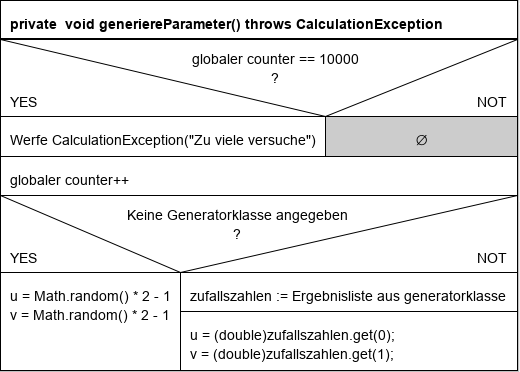 private  void generiereParameter() throws CalculationException
globaler counter == 10000
?
YES
NOT
Werfe CalculationException("Zu viele versuche")
∅
globaler counter++
Keine Generatorklasse angegeben
?
YES
NOT
u = Math.random() * 2 - 1
v = Math.random() * 2 - 1
zufallszahlen := Ergebnisliste aus generatorklasse
u = (double)zufallszahlen.get(0);
v = (double)zufallszahlen.get(1);